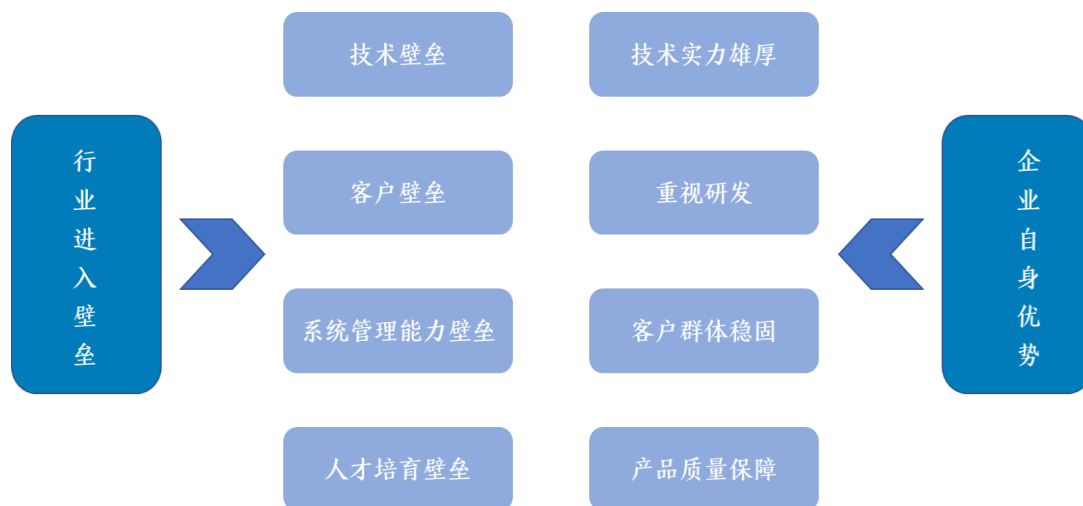 行业进入壁垒
技术壁垒
客户壁垒
系统管理能力壁垒
人才培育壁垒
技术实力雄厚
重视研发
客户群体稳固
产品质量保障
企业自身优势